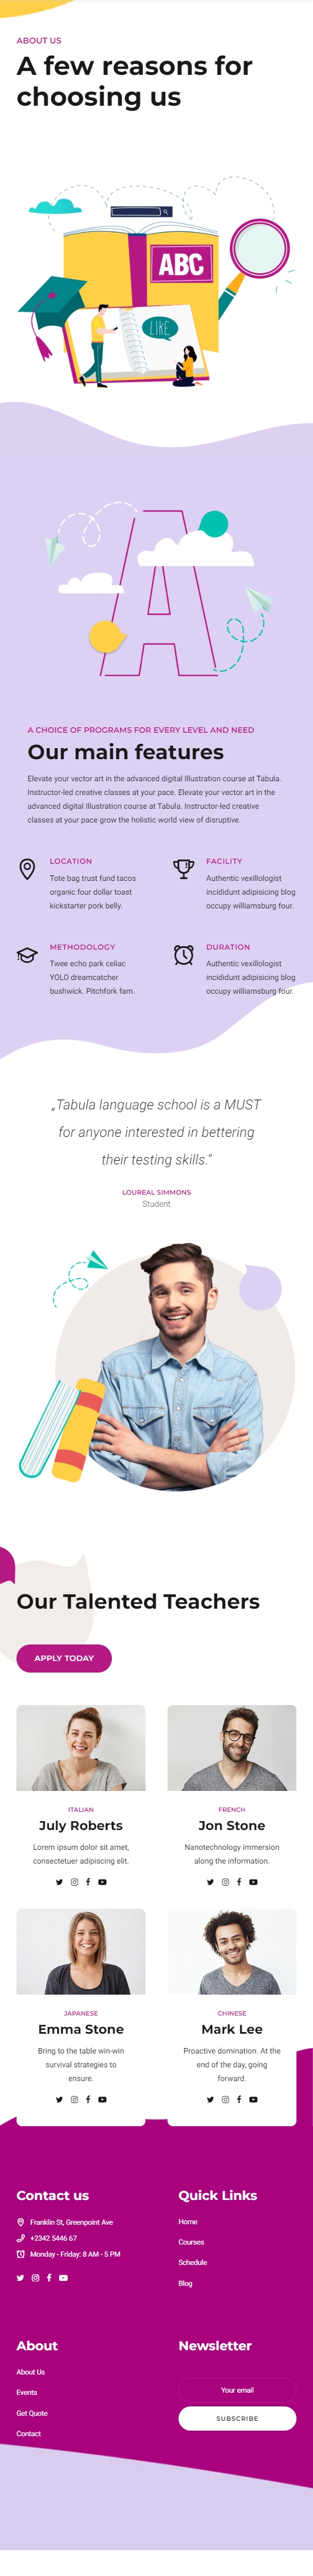 ABOUT US
A few reasons for
choosing us
ABC
LIKE
A
A CHOICE OF PROGRAMS FOR EVERY LEVEL AND NEED
Our main features
Elevate your vector art in the advanced digital Illustration course at Tabula.
Instructor-led creative classes at your pace. Elevate your vector art in the
advanced digital Illustration course at Tabula. Instructor-led creative
classes at your pace grow the holistic world view of disruptive.
LOCATION
Tote bag trust fund tacos
organic four dollar toast
kickstarter pork belly.
FACILITY
Authentic vexillologist
incididunt adipisicing blog
occupy williamsburg four.
METHODOLOGY
Twee echo park celiac
YOLO dreamcatcher
bushwick. Pitchfork fam.
DURATION
Authentic vexillologist
incididunt adipisicing blog
occupy williamsburg four.
„Tabula language school is a MUST
for anyone interested in bettering
their testing skills.”
LOUREAL SIMMONS
Student
Our Talented Teachers
APPLY TODAY
ITALIAN
July Roberts
Lorem ipsum dolor sit amet,
consectetuer adipiscing elit.
FRENCH
Jon Stone
Nanotechnology immersion
along the information.
JAPANESE
Emma Stone
Bring to the table win-win
survival strategies to
ensure.
CHINESE
Mark Lee
Proactive domination. At the
end of the day, going
forward.
Contact us
Franklin St, Greenpoint Ave
+2342 5446 67
Monday - Friday: 8 AM - 5 PM
Quick Links
Home
Courses
Schedule
Blog
About
About Us
Events
Get Quote
Contact
Newsletter
Your email
SUBSCRIBE